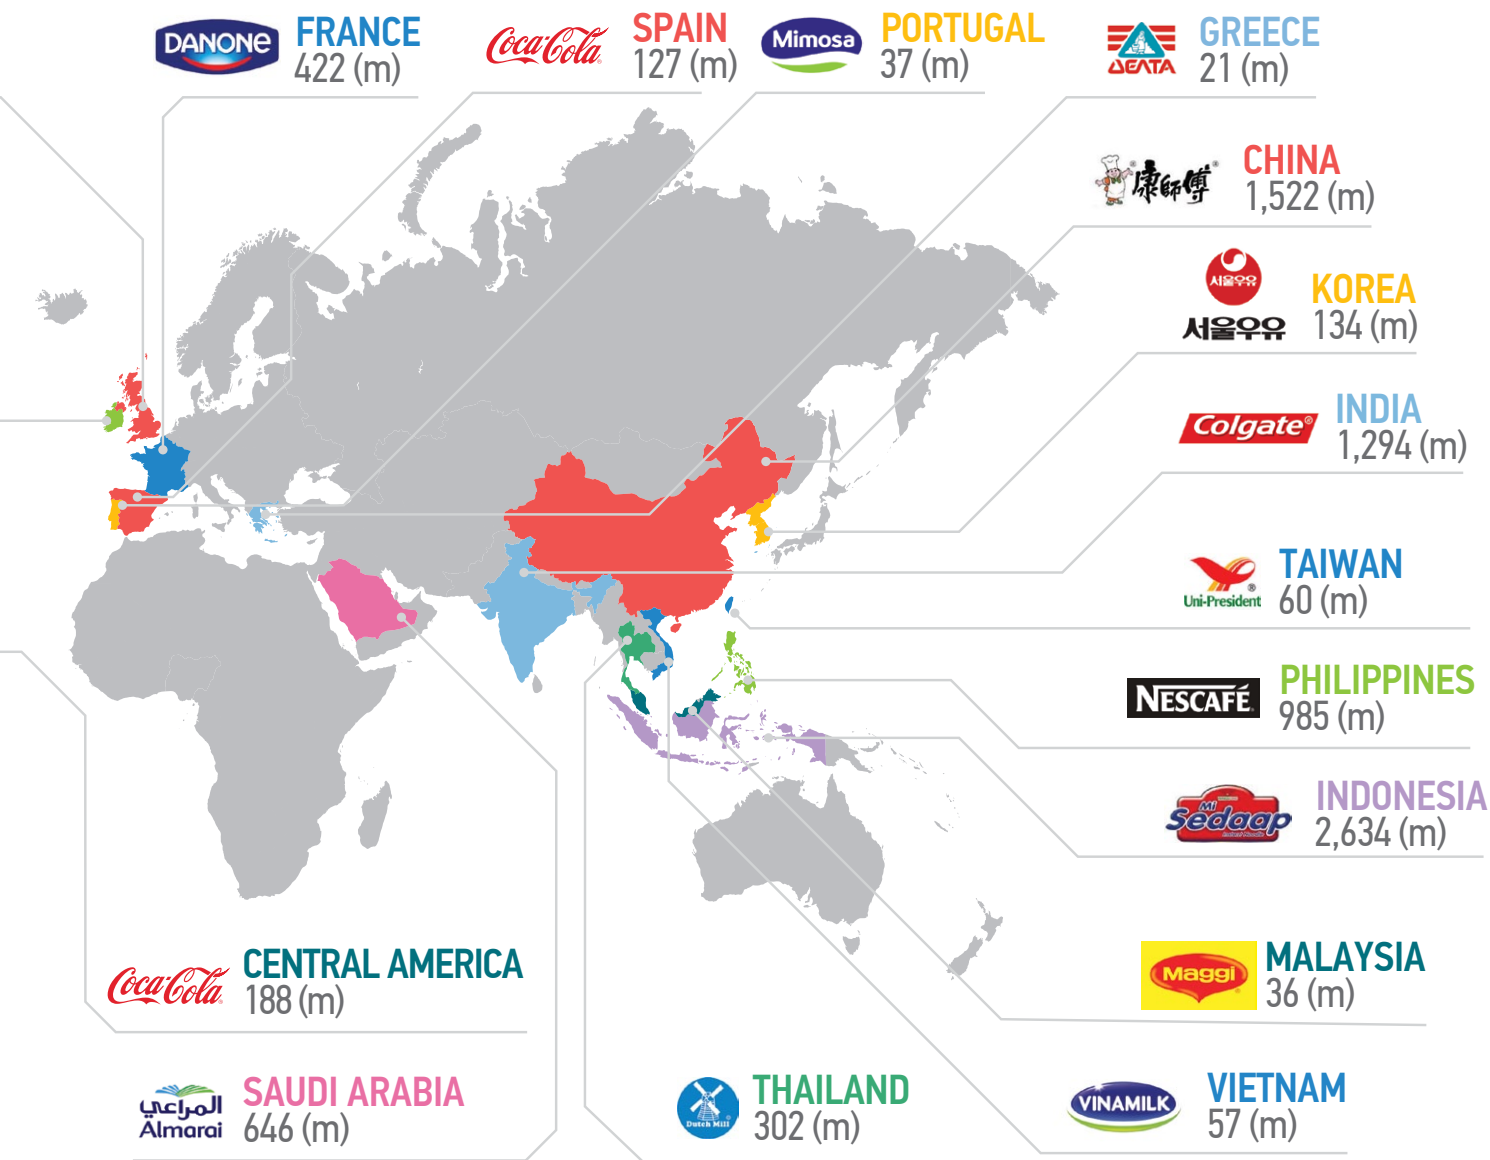 DANONE
FRANCE
422 (m)
Coca-Cola
SPAIN
127 (m)
Mimosa
PORTUGAL
37 (m)
ΔΕΛΤΑ
GREECE
21 (m)
康師傅
CHINA
1,522 (m)
서울우유
서울우유
KOREA
134 (m)
Colgate®
INDIA
1,294 (m)
Uni-President
TAIWAN
60 (m)
NESCAFÉ
PHILIPPINES
985 (m)
Mi
Sedaap
INDONESIA
2,634 (m)
Coca-Cola
CENTRAL AMERICA
188 (m)
Maggi
MALAYSIA
36 (m)
المراعي
Almarai
SAUDI ARABIA
646 (m)
Dutch Mill
THAILAND
302 (m)
VINAMILK
VIETNAM
57 (m)